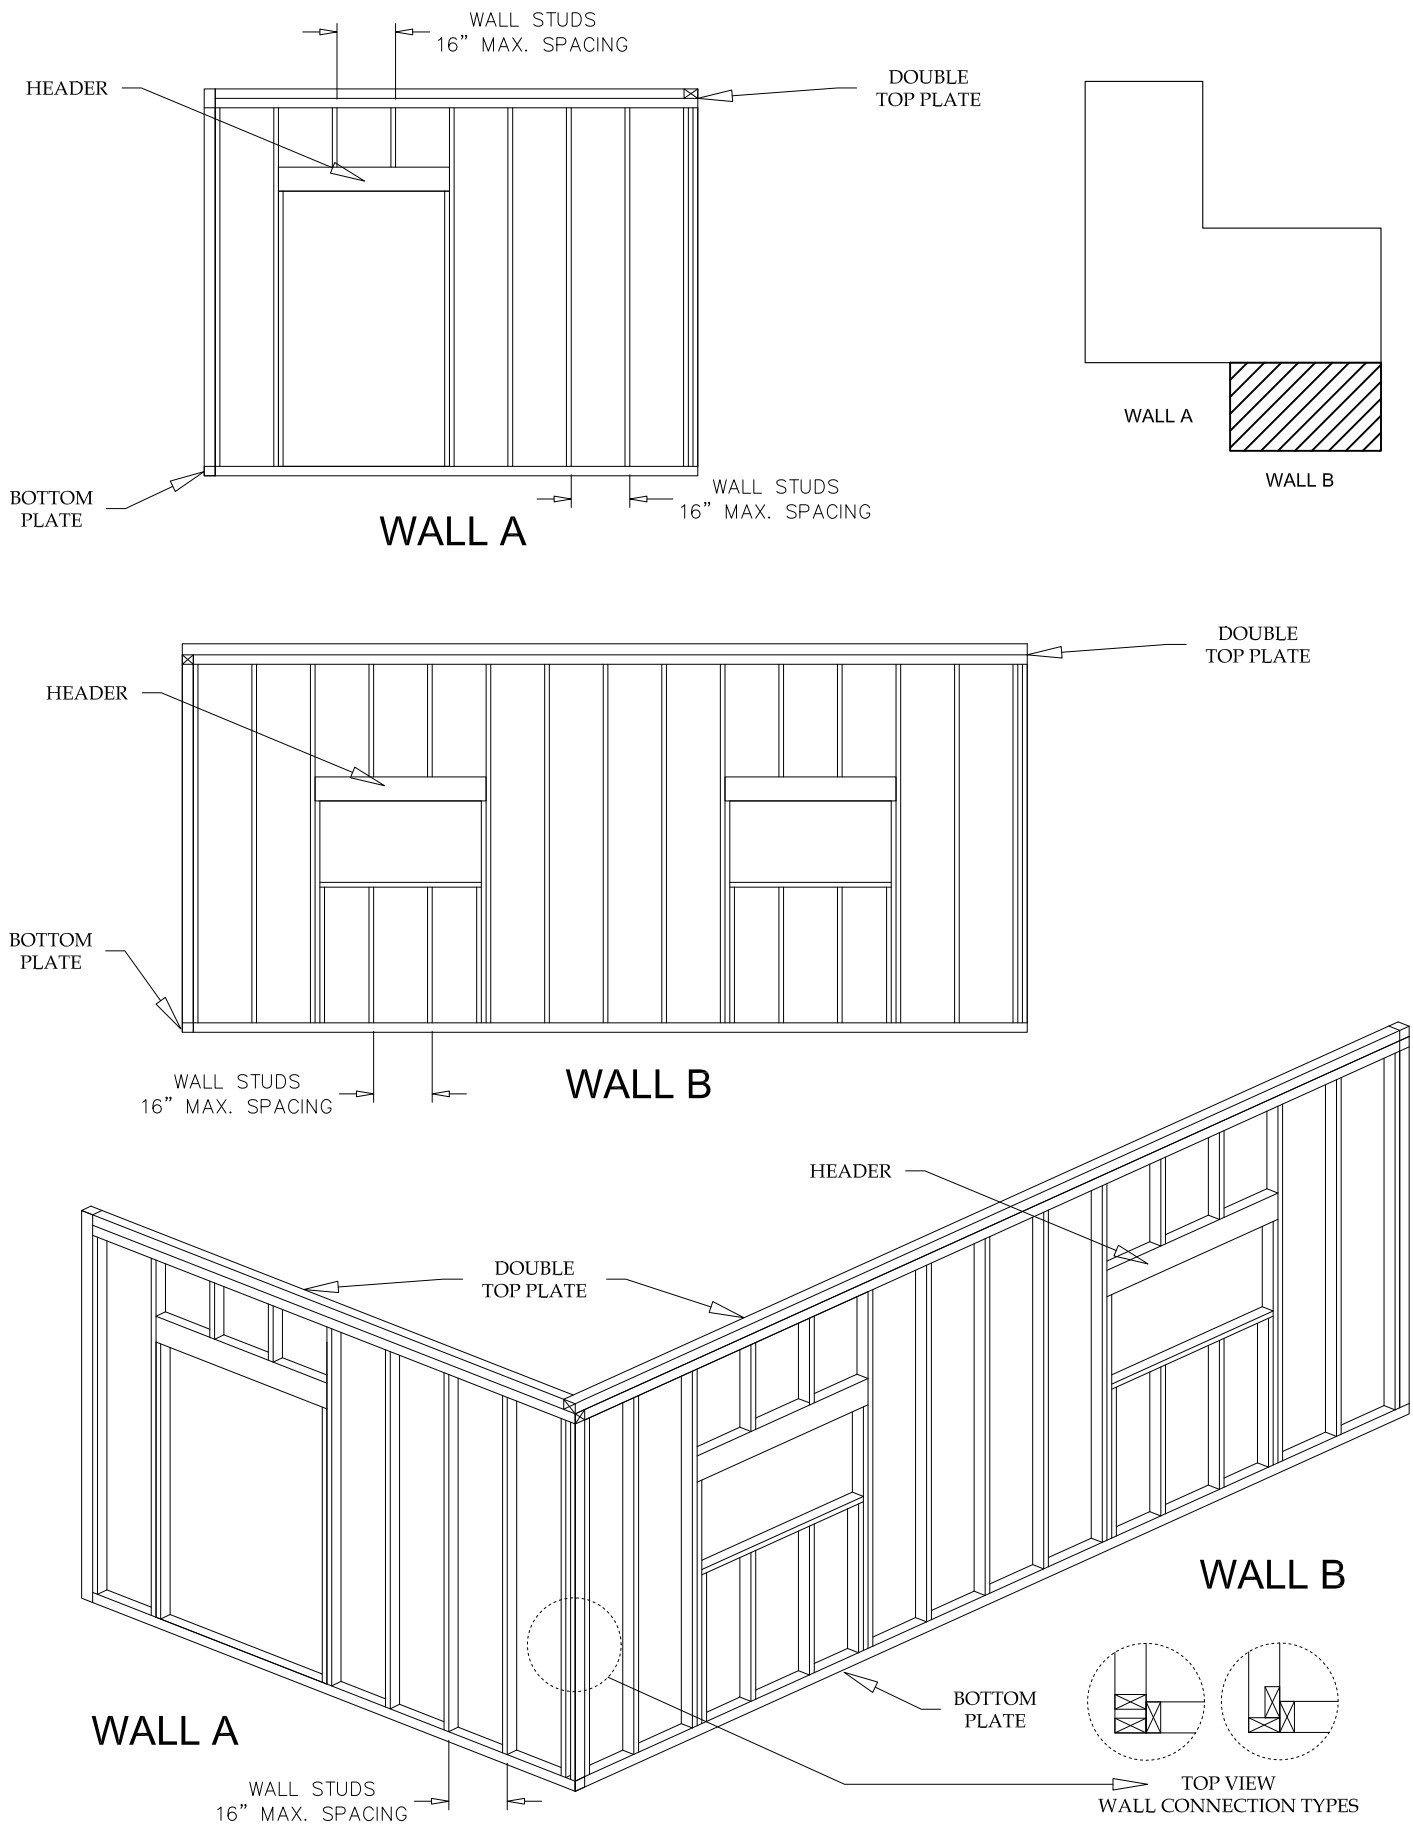 WALL STUDS
16” MAX. SPACING
HEADER
DOUBLE
TOP PLATE
WALL A
WALL B
BOTTOM
PLATE
WALL STUDS
16” MAX. SPACING
WALL A
DOUBLE
TOP PLATE
HEADER
BOTTOM
PLATE
WALL STUDS
16” MAX. SPACING
WALL B
HEADER
DOUBLE
TOP PLATE
WALL B
BOTTOM
PLATE
WALL A
WALL STUDS
16” MAX. SPACING
TOP VIEW
WALL CONNECTION TYPES